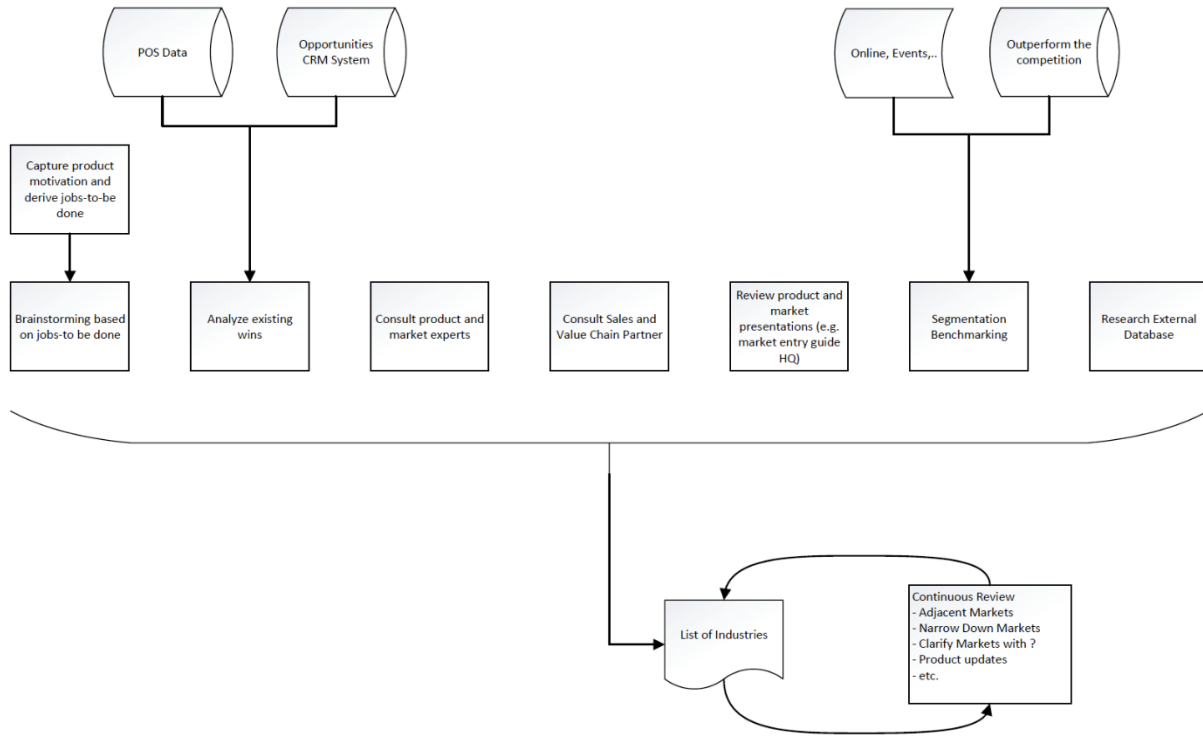 POS Data
Opportunities
CRM System
Online, Events,..
Outperform the
competition
Capture product
motivation and
derive jobs-to-be
done
Brainstorming based
on jobs-to be done
Analyze existing
wins
Consult product and
market experts
Consult Sales and
Value Chain Partner
Review product and
market
presentations (e.g.
market entry guide
HQ)
Segmentation
Benchmarking
Research External
Database
List of Industries
Continuous Review
- Adjacent Markets
- Narrow Down Markets
- Clarify Markets with ?
- Product updates
- etc.